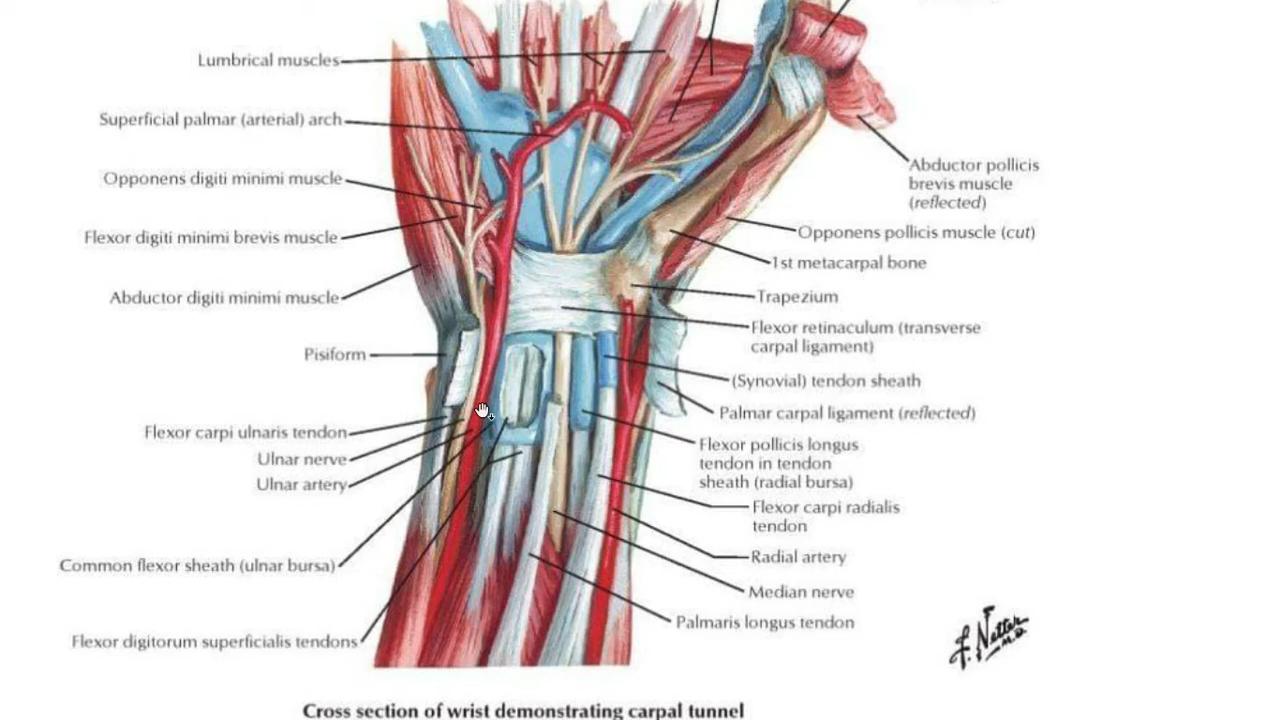 Lumbrical muscles
Superficial palmar (arterial) arch
Opponens digiti minimi muscle
Flexor digiti minimi brevis muscle
Abductor digiti minimi muscle
Pisiform
Flexor carpi ulnaris tendon
Ulnar nerve
Ulnar artery
Common flexor sheath (ulnar bursa)
Flexor digitorum superficialis tendons
Abductor pollicis
brevis muscle
(reflected)
Opponens pollicis muscle (cut)
1st metacarpal bone
Trapezium
Flexor retinaculum (transverse
carpal ligament)
(Synovial) tendon sheath
Palmar carpal ligament (reflected)
Flexor pollicis longus
tendon in tendon
sheath (radial bursa)
Flexor carpi radialis
tendon
Radial artery
Median nerve
Palmaris longus tendon
F. Netter
M.D.
Cross section of wrist demonstrating carpal tunnel